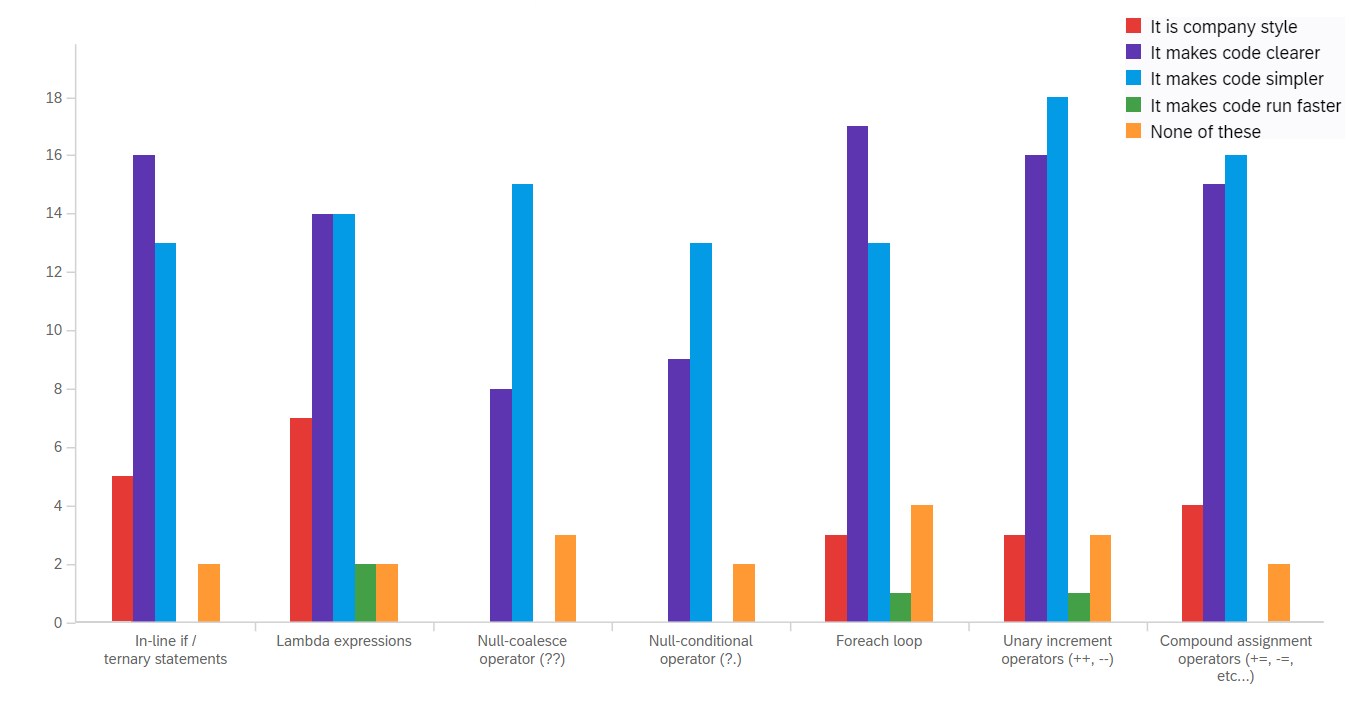 It is company style
It makes code clearer
It makes code simpler
It makes code run faster
None of these
18
16
14
12
10
8
6
4
2
0
In-line if /
ternary statements
Lambda expressions
Null-coalesce
operator (??)
Null-conditional
operator (?.)
Foreach loop
Unary increment
operators (++, --)
Compound assignment
operators (+=, -=,
etc...)